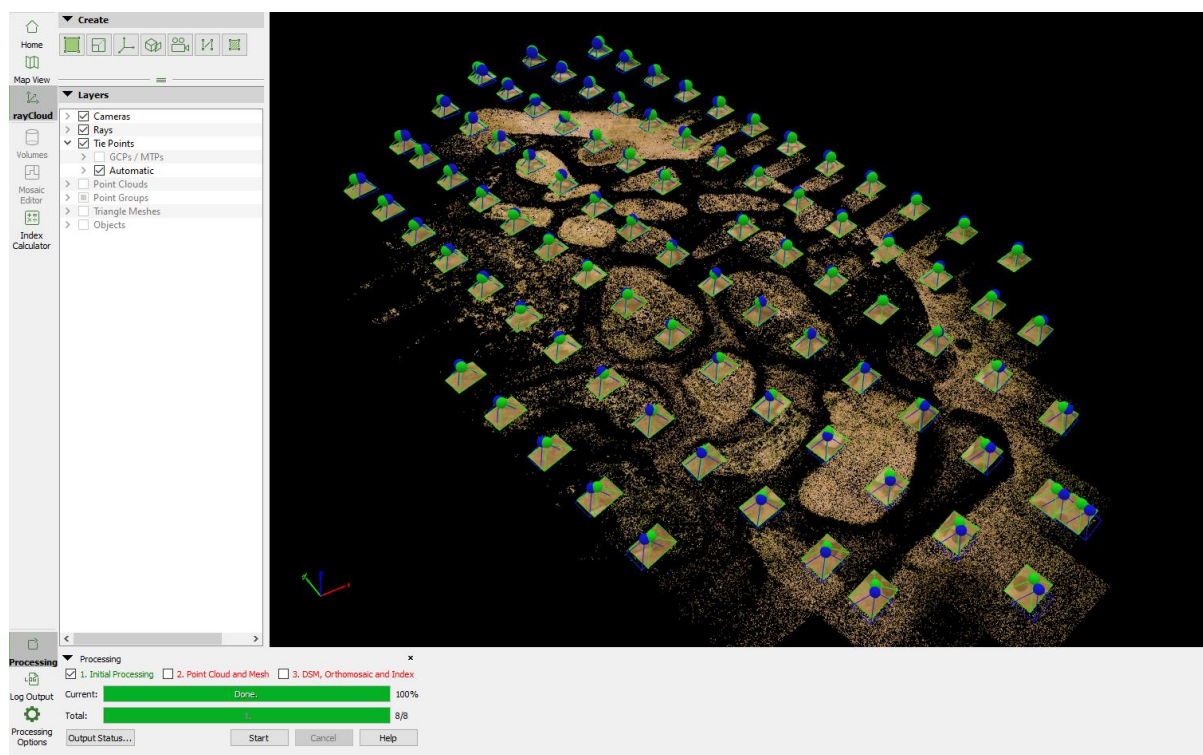 Home
Map View
rayCloud
Volumes
Mosaic
Editor
Index
Calculator
Create
Layers
Cameras
Rays
Tie Points
GCPs / MTPs
Automatic
Point Clouds
Point Groups
Triangle Meshes
Objects
Processing
Log Output
Processing
Options
Processing
1. Initial Processing 2. Point Cloud and Mesh 3. DSM, Orthomosaic and Index
Current: Done. 100%
Total: 1. 8/8
Output Status... Start Cancel Help